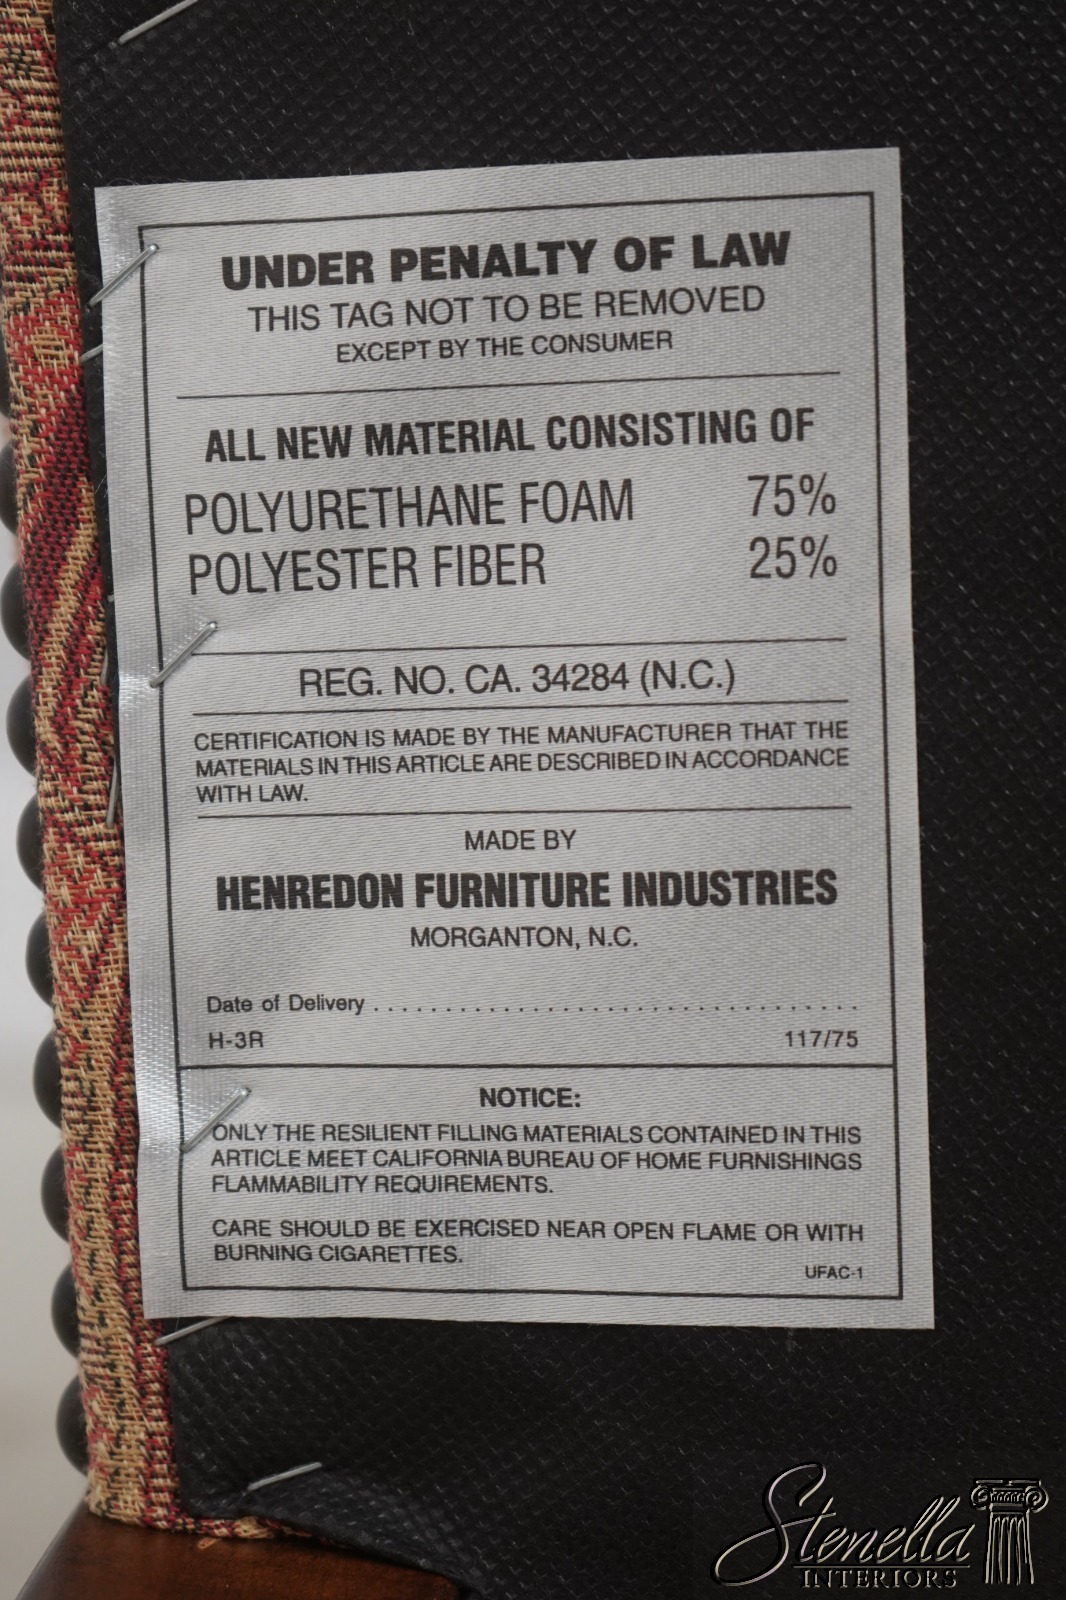 UNDER PENALTY OF LAW
THIS TAG NOT TO BE REMOVED
EXCEPT BY THE CONSUMER
ALL NEW MATERIAL CONSISTING OF
POLYURETHANE FOAM 75%
POLYESTER FIBER 25%
REG. NO. CA. 34284 (N.C.)
CERTIFICATION IS MADE BY THE MANUFACTURER THAT THE
MATERIALS IN THIS ARTICLE ARE DESCRIBED IN ACCORDANCE
WITH LAW.
MADE BY
HENREDON FURNITURE INDUSTRIES
MORGANTON, N.C.
Date of Delivery . . . . . . . . . . . . . . . . . . . . . . . . . . . . . . . . . .
H-3R 117/75
NOTICE:
ONLY THE RESILIENT FILLING MATERIALS CONTAINED IN THIS
ARTICLE MEET CALIFORNIA BUREAU OF HOME FURNISHINGS
FLAMMABILITY REQUIREMENTS.
CARE SHOULD BE EXERCISED NEAR OPEN FLAME OR WITH
BURNING CIGARETTES.
UFAC-1
Stenella
INTERIORS